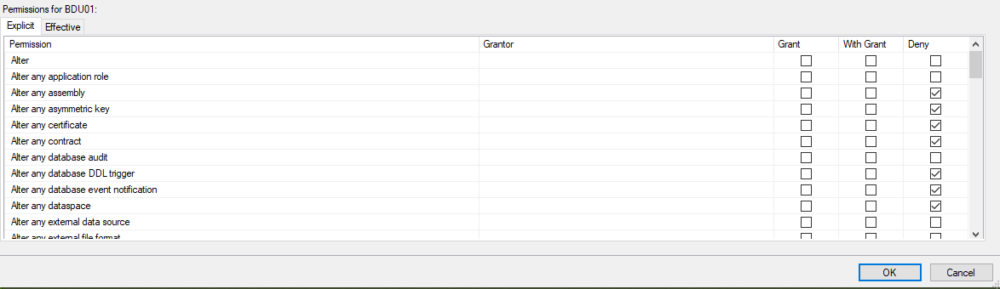 Permissions for BDU01:
Explicit Effective
Permission Grantor Grant With Grant Deny
Alter
Alter any application role
Alter any assembly
Alter any asymmetric key
Alter any certificate
Alter any contract
Alter any database audit
Alter any database DDL trigger
Alter any database event notification
Alter any dataspace
Alter any external data source
Alter any external file format
OK Cancel